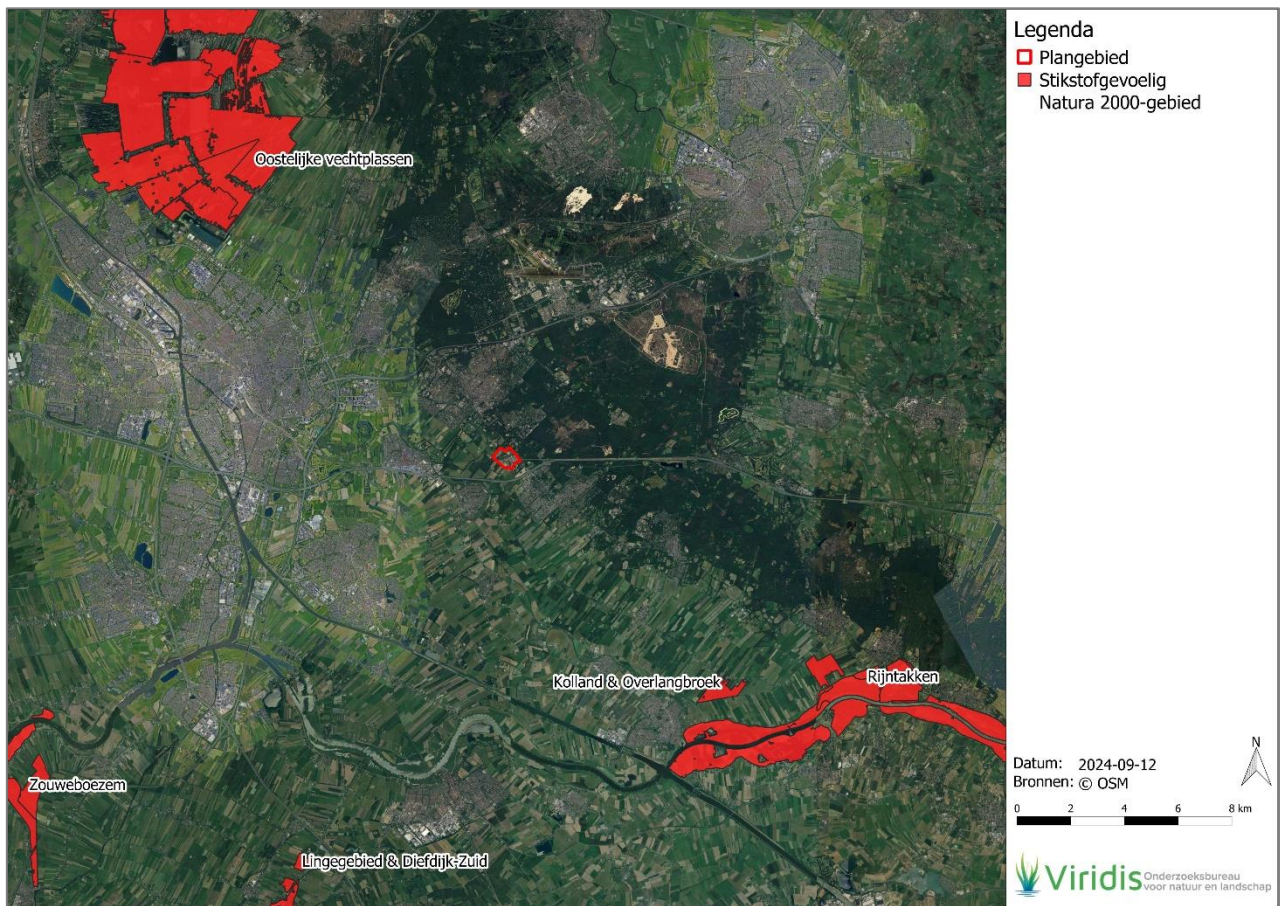 Legenda
Plangebied
Stikstofgevoelig
Natura 2000-gebied
Oostelijke vechtplassen
Kolland & Overlangbroek
Rijntakken
Zouweboezem
Lingegebied & Diefdijk-Zuid
N
Datum: 2024-09-12
Bronnen: © OSM
0 2 4 6 8 km
Viridis Onderzoeksbureau
voor natuur en landschap